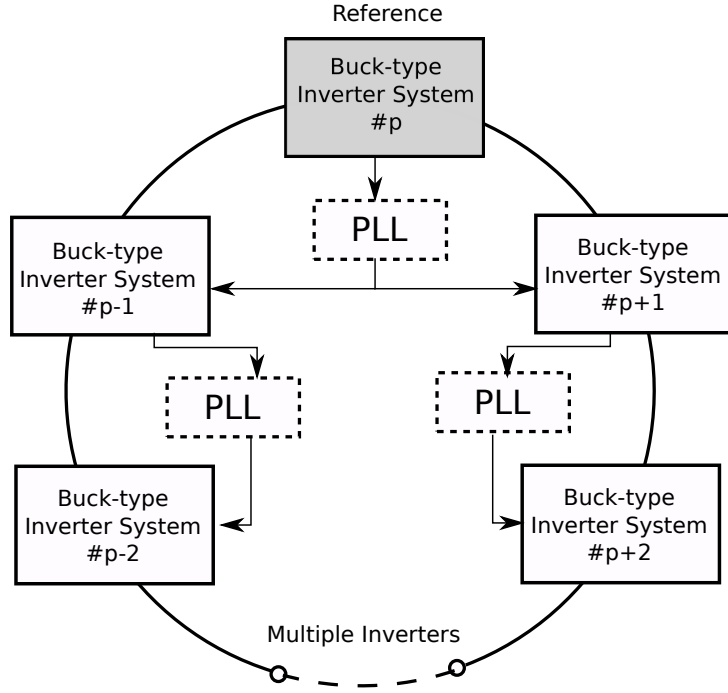 Reference
Buck-type
Inverter System
#p
PLL
Buck-type
Inverter System
#p-1
Buck-type
Inverter System
#p+1
PLL
PLL
Buck-type
Inverter System
#p-2
Buck-type
Inverter System
#p+2
Multiple Inverters